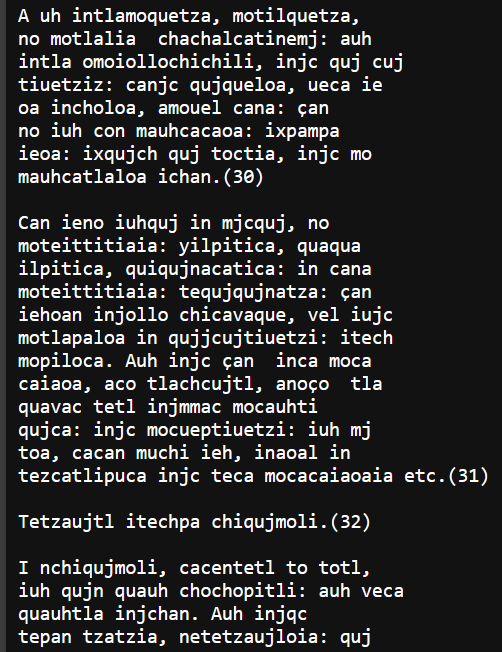 A uh intlamoquetza, motilquetza,
no motlalia  chachalcatinemj: auh
intla omoiollochichili, injc quj cuj
tiuetziz: canjc qujqueloa, ueca ie
oa incholoa, amouel cana: çan
no iuh con mauhcacaoa: ixpampa
ieoa: ixqujch quj toctia, injc mo
mauhcatlaloa ichan.(30)

Can ieno iuhquj in mjcquj, no
moteittitiaia: yilpitica, quaqua
ilpitica, quiqujnacatica: in cana
moteittitiaia: tequjqujnatza: çan
iehoan injollo chicavaque, vel iujc
motlapaloa in qujjcujtiuetzi: itech
mopiloca. Auh injc çan  inca moca
caiaoa, aco tlachcujtl, anoço  tla
quavac tetl injmmac mocauhti
qujca: injc mocueptiuetzi: iuh mj
toa, cacan muchi ieh, inaoal in
tezcatlipuca injc teca mocacaiaoaia etc.(31)

Tetzaujtl itechpa chiqujmoli.(32)

I nchiqujmoli, cacentetl to totl,
iuh qujn quauh chochopitli: auh veca
quauhtla injchan. Auh injqc
tepan tzatzia, netetzaujloia: quj